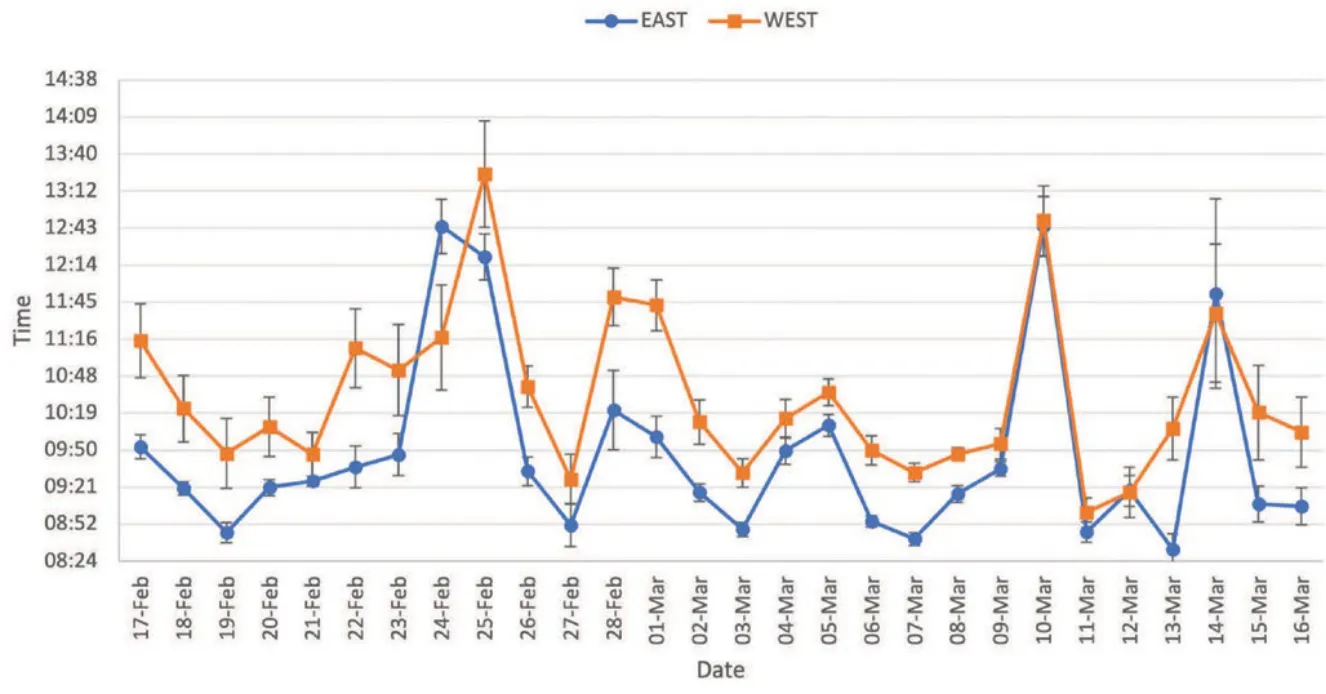 EAST WEST
14:38
14:09
13:40
13:12
12:43
12:14
11:45
11:16
10:48
10:19
09:50
09:21
08:52
08:24
Time
17-Feb
18-Feb
19-Feb
20-Feb
21-Feb
22-Feb
23-Feb
24-Feb
25-Feb
26-Feb
27-Feb
28-Feb
01-Mar
02-Mar
03-Mar
04-Mar
05-Mar
06-Mar
07-Mar
08-Mar
09-Mar
10-Mar
11-Mar
12-Mar
13-Mar
14-Mar
15-Mar
16-Mar
Date